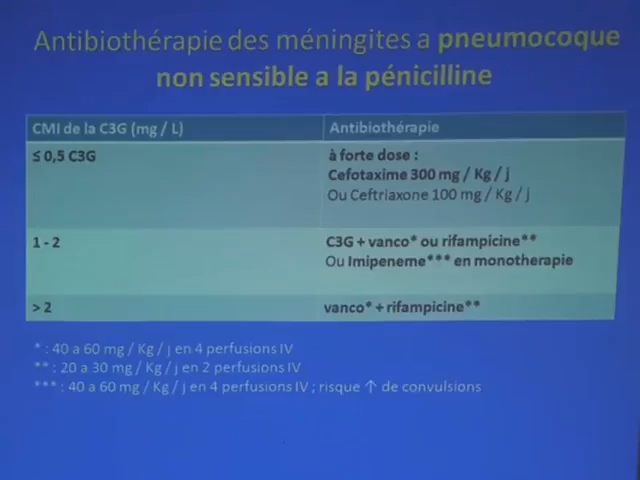 Antibiothérapie des méningites a pneumocoque
non sensible a la pénicilline
CMI de la C3G (mg / L)
Antibiothérapie
≤ 0,5 C3G
à forte dose :
Cefotaxime 300 mg / Kg / j
Ou Ceftriaxone 100 mg / Kg / j
1 - 2
C3G + vanco* ou rifampicine**
Ou Imipeneme*** en monotherapie
> 2
vanco* + rifampicine**
* : 40 a 60 mg / Kg / j en 4 perfusions IV
** : 20 a 30 mg / Kg / j en 2 perfusions IV
*** : 40 a 60 mg / Kg / j en 4 perfusions IV ; risque ↑ de convulsions